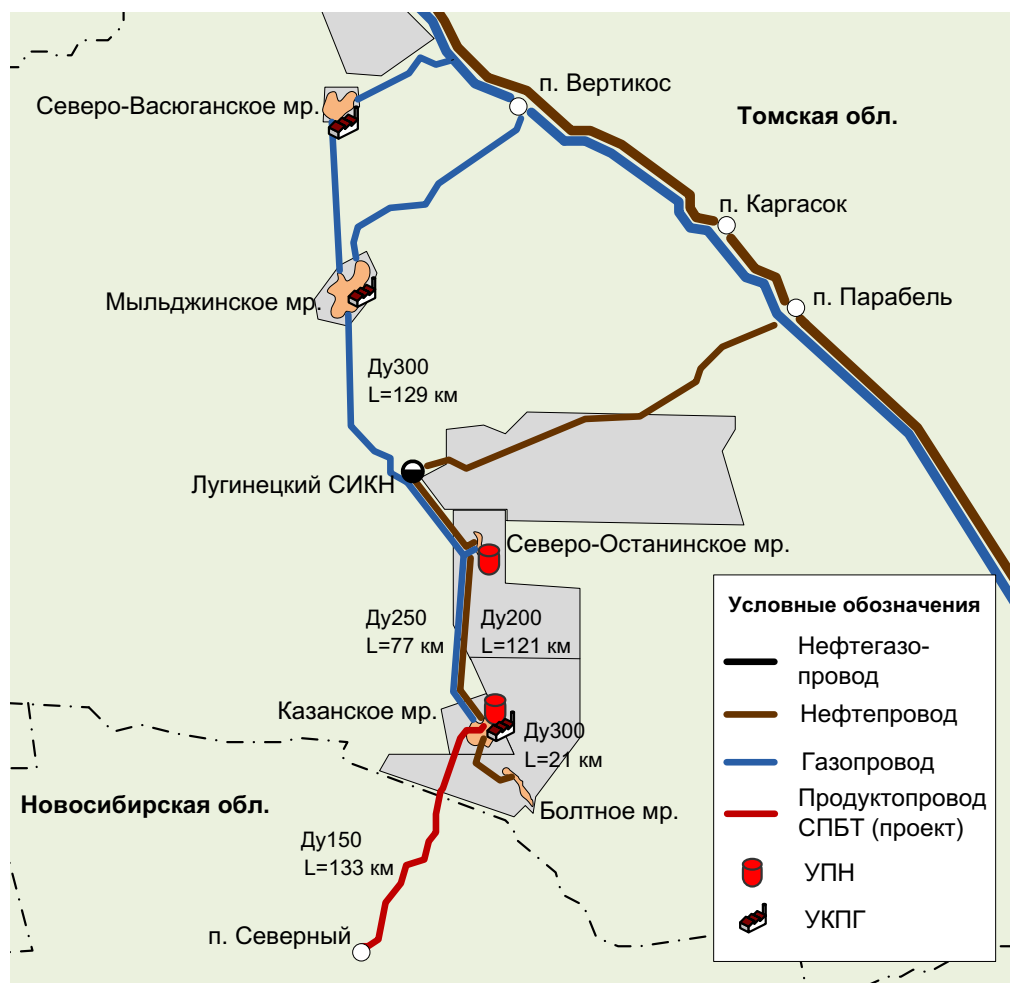 п. Вертикос
Северо-Васюганское мр.
Томская обл.
п. Каргасок
Мыльджинское мр.
п. Парабель
Ду300
L=129 км
Лугинецкий СИКН
Северо-Останинское мр.
Ду250
L=77 км
Ду200
L=121 км
Казанское мр.
Ду300
L=21 км
Новосибирская обл.
Болтное мр.
Ду150
L=133 км
п. Северный
Условные обозначения
Нефтегазо-
провод
Нефтепровод
Газопровод
Продуктопровод
СПБТ (проект)
УПН
УКПГ